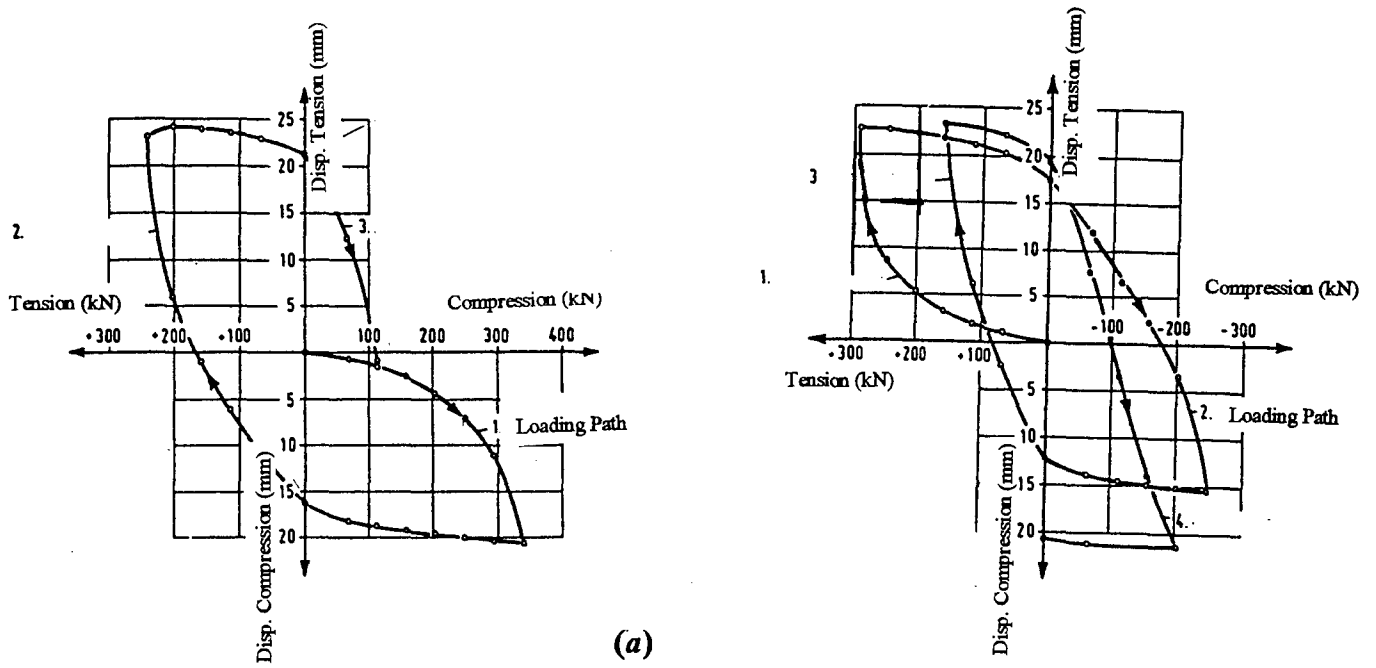 Disp. Tension (mm)
25
20
15
10
5
2.
3.
Tension (kN)
Compression (kN)
+300 +200 +100 0 0 100 200 300 400
5
10
15
20
1.
Loading Path
Disp. Compression (mm)
(a)
Disp. Tension (mm)
25
20
15
10
5
3
1.
Compression (kN)
+300 +200 +100 0 -100 -200 -300
Tension (kN)
5
10
15
20
2.
Loading Path
4.
Disp. Compression (mm)